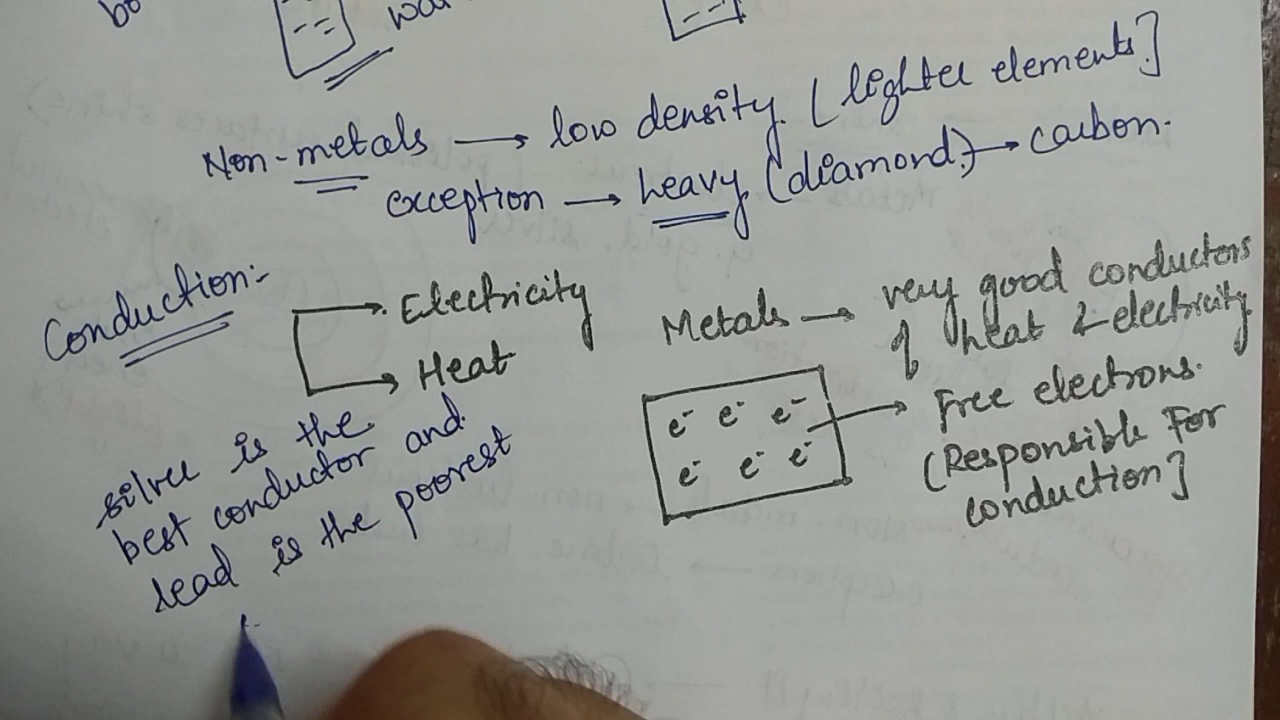 Non-metals → low density. [lighter elements.]
exception → heavy (diamond.) → carbon.
Conduction:-
→ Electricity
→ Heat
silver is the
best conductor and
lead is the poorest
Metals → very good conductors
of heat & electricity
e⁻ e⁻ e⁻
e⁻ e⁻ e⁻
→ Free electrons.
(Responsible For
conduction]